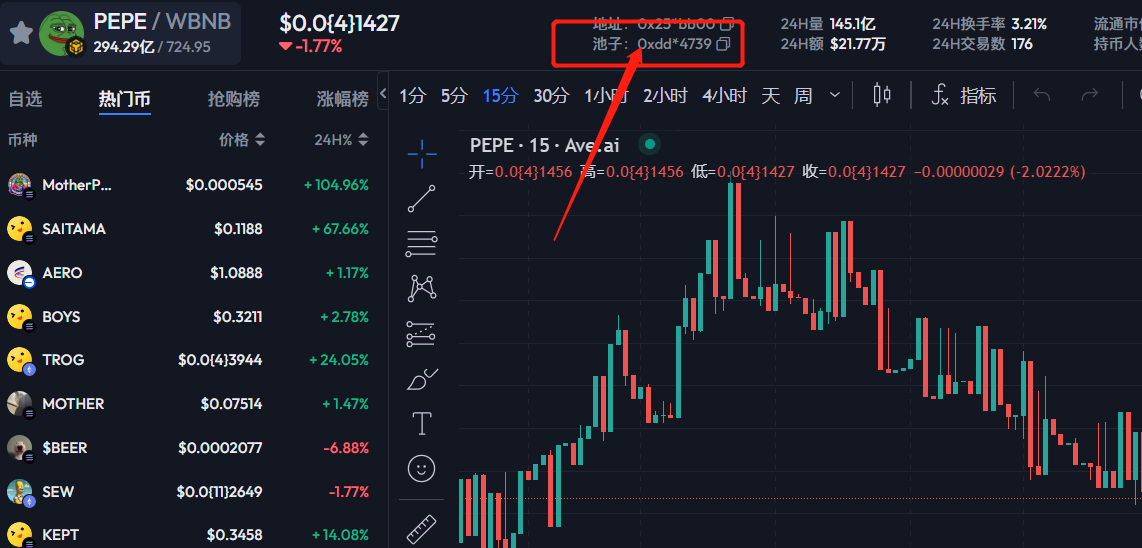 PEPE / WBNB
294.29亿 / 724.95
$0.0{4}1427
-1.77%
地址: 0x25*bb00
池子: 0xdd*4739
24H量 145.1亿
24H额 $21.77万
24H换手率 3.21%
24H交易数 176
流通市
持币人
自选 热门币 抢购榜 涨幅榜
币种 价格 24H%
MotherP... $0.000545 +104.96%
SAITAMA $0.1188 +67.66%
AERO $1.0888 +1.17%
BOYS $0.3211 +2.78%
TROG $0.0{4}3944 +24.05%
MOTHER $0.07514 +1.47%
$BEER $0.0002077 -6.88%
SEW $0.0{11}2649 -1.77%
KEPT $0.3458 +14.08%
1分 5分 15分 30分 1小时 2小时 4小时 天 周 指标
PEPE · 15 · Ave.ai
开=0.0{4}1456 高=0.0{4}1456 低=0.0{4}1427 收=0.0{4}1427 −0.00000029 (−2.0222%)